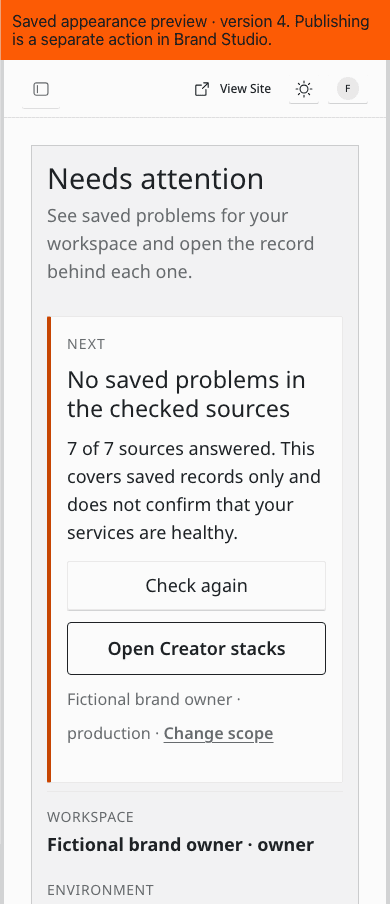 Saved appearance preview · version 4. Publishing
is a separate action in Brand Studio.
View Site
F
Needs attention
See saved problems for your
workspace and open the record
behind each one.
NEXT
No saved problems in
the checked sources
7 of 7 sources answered. This
covers saved records only and
does not confirm that your
services are healthy.
Check again
Open Creator stacks
Fictional brand owner ·
production · Change scope
WORKSPACE
Fictional brand owner · owner
ENVIRONMENT